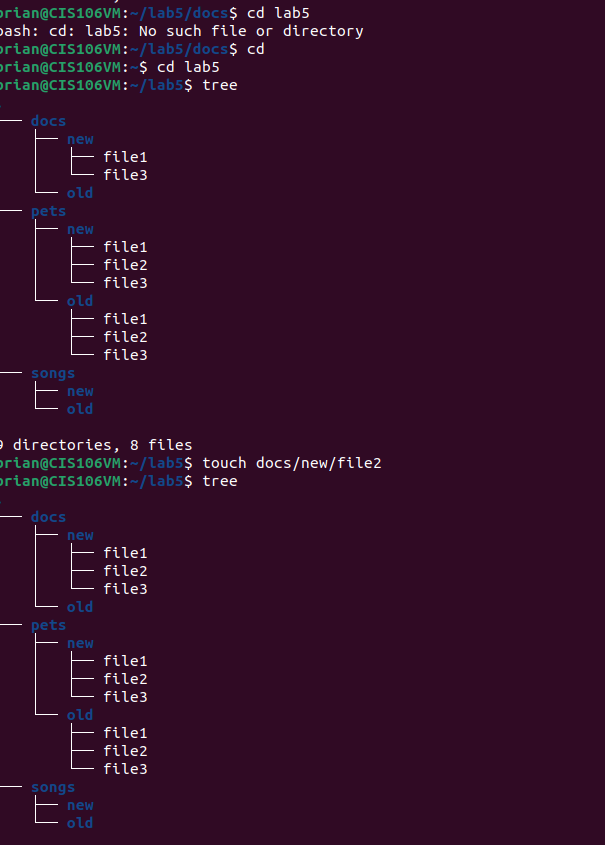 orian@CIS106VM:~/lab5/docs$ cd lab5
bash: cd: lab5: No such file or directory
orian@CIS106VM:~/lab5/docs$ cd
orian@CIS106VM:~$ cd lab5
orian@CIS106VM:~/lab5$ tree
.
├── docs
│   ├── new
│   │   ├── file1
│   │   └── file3
│   └── old
├── pets
│   ├── new
│   │   ├── file1
│   │   ├── file2
│   │   └── file3
│   └── old
│       ├── file1
│       ├── file2
│       └── file3
└── songs
    ├── new
    └── old
9 directories, 8 files
orian@CIS106VM:~/lab5$ touch docs/new/file2
orian@CIS106VM:~/lab5$ tree
.
├── docs
│   ├── new
│   │   ├── file1
│   │   ├── file2
│   │   └── file3
│   └── old
├── pets
│   ├── new
│   │   ├── file1
│   │   ├── file2
│   │   └── file3
│   └── old
│       ├── file1
│       ├── file2
│       └── file3
└── songs
    ├── new
    └── old